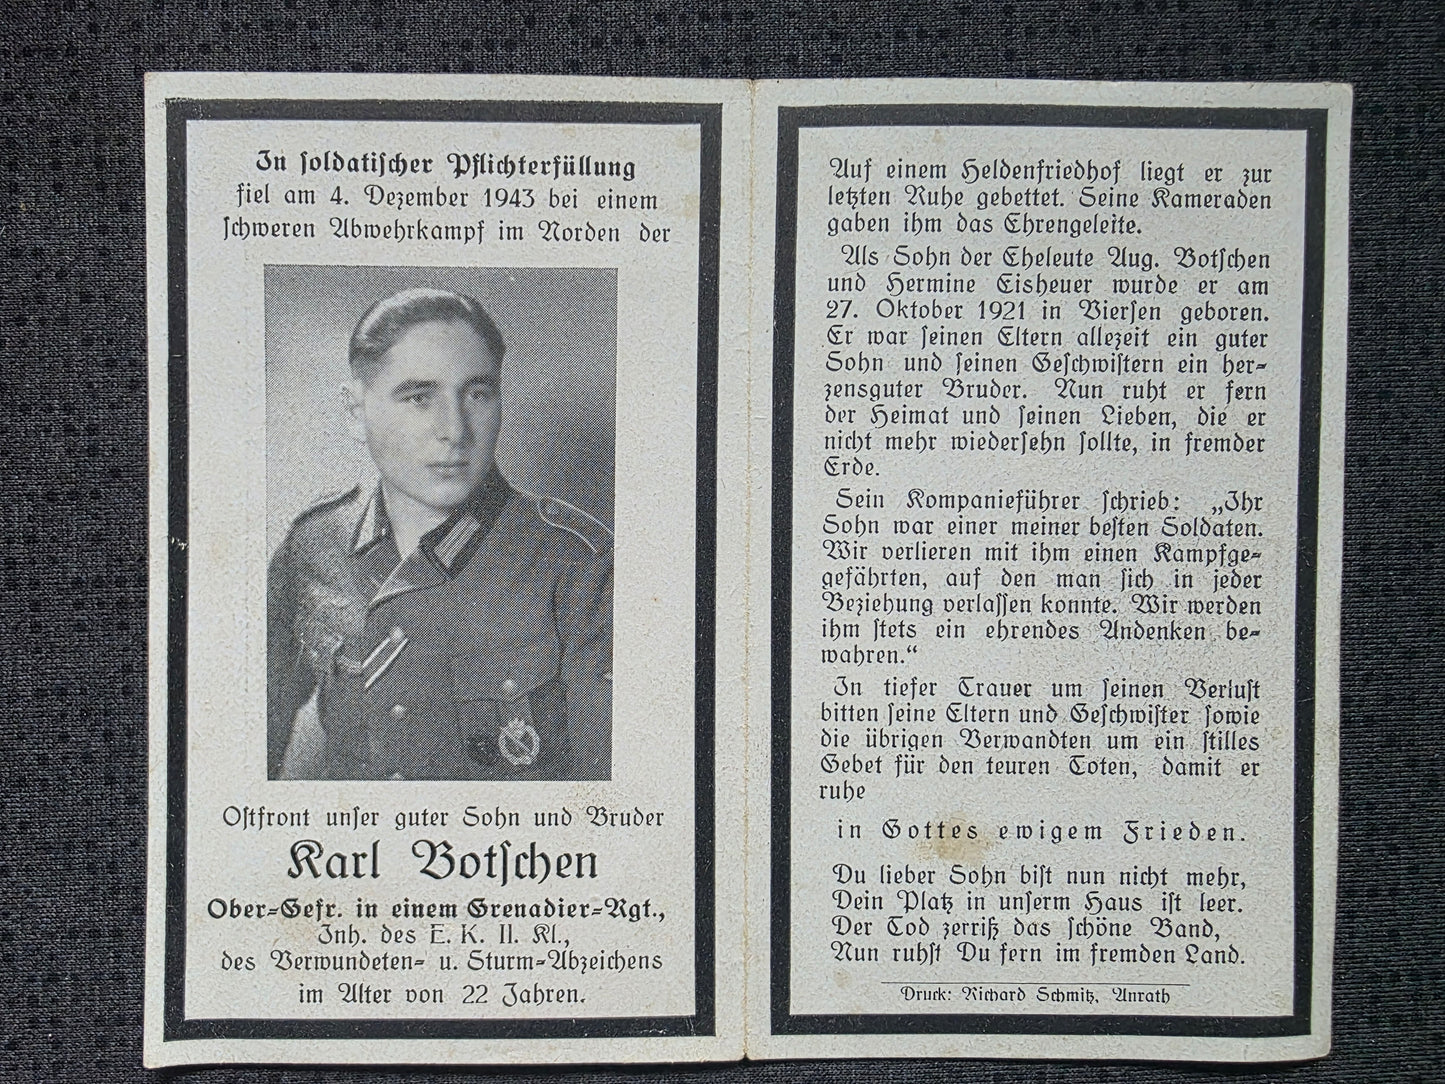 In soldatischer Pflichterfüllung
fiel am 4. Dezember 1943 bei einem
schweren Abwehrkampf im Norden der
Ostfront unser guter Sohn und Bruder
Karl Botschen
Ober-Gefr. in einem Grenadier-Rgt.,
Inh. des E. K. II. Kl.,
des Verwundeten- u. Sturm-Abzeichens
im Alter von 22 Jahren.
Auf einem Heldenfriedhof liegt er zur
letzten Ruhe gebettet. Seine Kameraden
gaben ihm das Ehrengeleite.
Als Sohn der Eheleute Aug. Botschen
und Hermine Eisheuer wurde er am
27. Oktober 1921 in Viersen geboren.
Er war seinen Eltern allezeit ein guter
Sohn und seinen Geschwistern ein her-
zensguter Bruder. Nun ruht er fern
der Heimat und seinen Lieben, die er
nicht mehr wiedersehn sollte, in fremder
Erde.
Sein Kompanieführer schrieb: „Ihr
Sohn war einer meiner besten Soldaten.
Wir verlieren mit ihm einen Kampfge-
gefährten, auf den man sich in jeder
Beziehung verlassen konnte. Wir werden
ihm stets ein ehrendes Andenken be-
wahren.“
In tiefer Trauer um seinen Verlust
bitten seine Eltern und Geschwister sowie
die übrigen Verwandten um ein stilles
Gebet für den teuren Toten, damit er
ruhe
in Gottes ewigem Frieden.
Du lieber Sohn bist nun nicht mehr,
Dein Platz in unserm Haus ist leer.
Der Tod zerriß das schöne Band,
Nun ruhst Du fern im fremden Land.
Druck: Richard Schmitz, Anrath